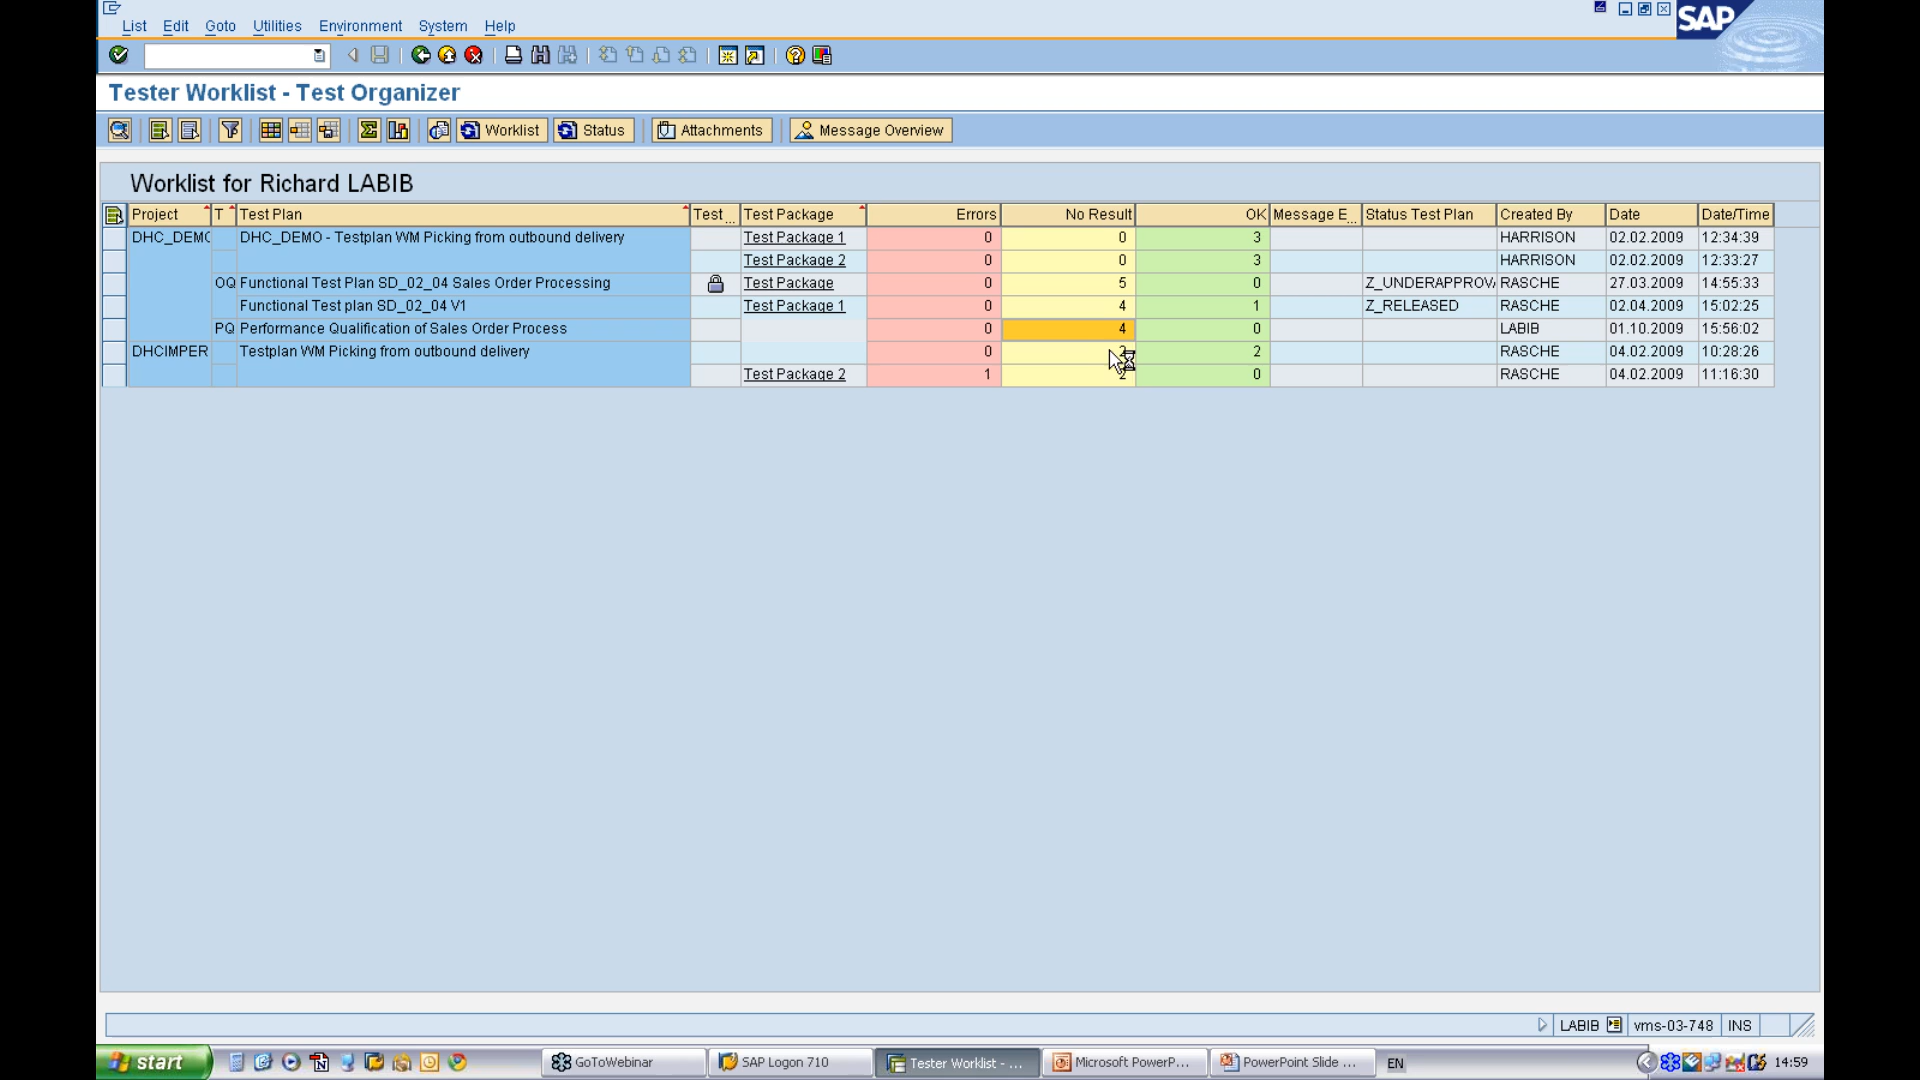 List Edit Goto Utilities Environment System Help
SAP
Tester Worklist - Test Organizer
Worklist Status Attachments Message Overview
Worklist for Richard LABIB
Project T Test Plan Test... Test Package Errors No Result OK Message E... Status Test Plan Created By Date Date/Time
DHC_DEMO DHC_DEMO - Testplan WM Picking from outbound delivery Test Package 1 0 0 3 HARRISON 02.02.2009 12:34:39
Test Package 2 0 0 3 HARRISON 02.02.2009 12:33:27
OQ Functional Test Plan SD_02_04 Sales Order Processing Test Package 0 5 0 Z_UNDERAPPROVA RASCHE 27.03.2009 14:55:33
Functional Test plan SD_02_04 V1 Test Package 1 0 4 1 Z_RELEASED RASCHE 02.04.2009 15:02:25
PQ Performance Qualification of Sales Order Process 0 4 0 LABIB 01.10.2009 15:56:02
DHCIMPER Testplan WM Picking from outbound delivery 0 2 RASCHE 04.02.2009 10:28:26
Test Package 2 1 2 0 RASCHE 04.02.2009 11:16:30
LABIB vms-03-748 INS
start GoToWebinar SAP Logon 710 Tester Worklist - ... Microsoft PowerP... PowerPoint Slide ... EN 14:59